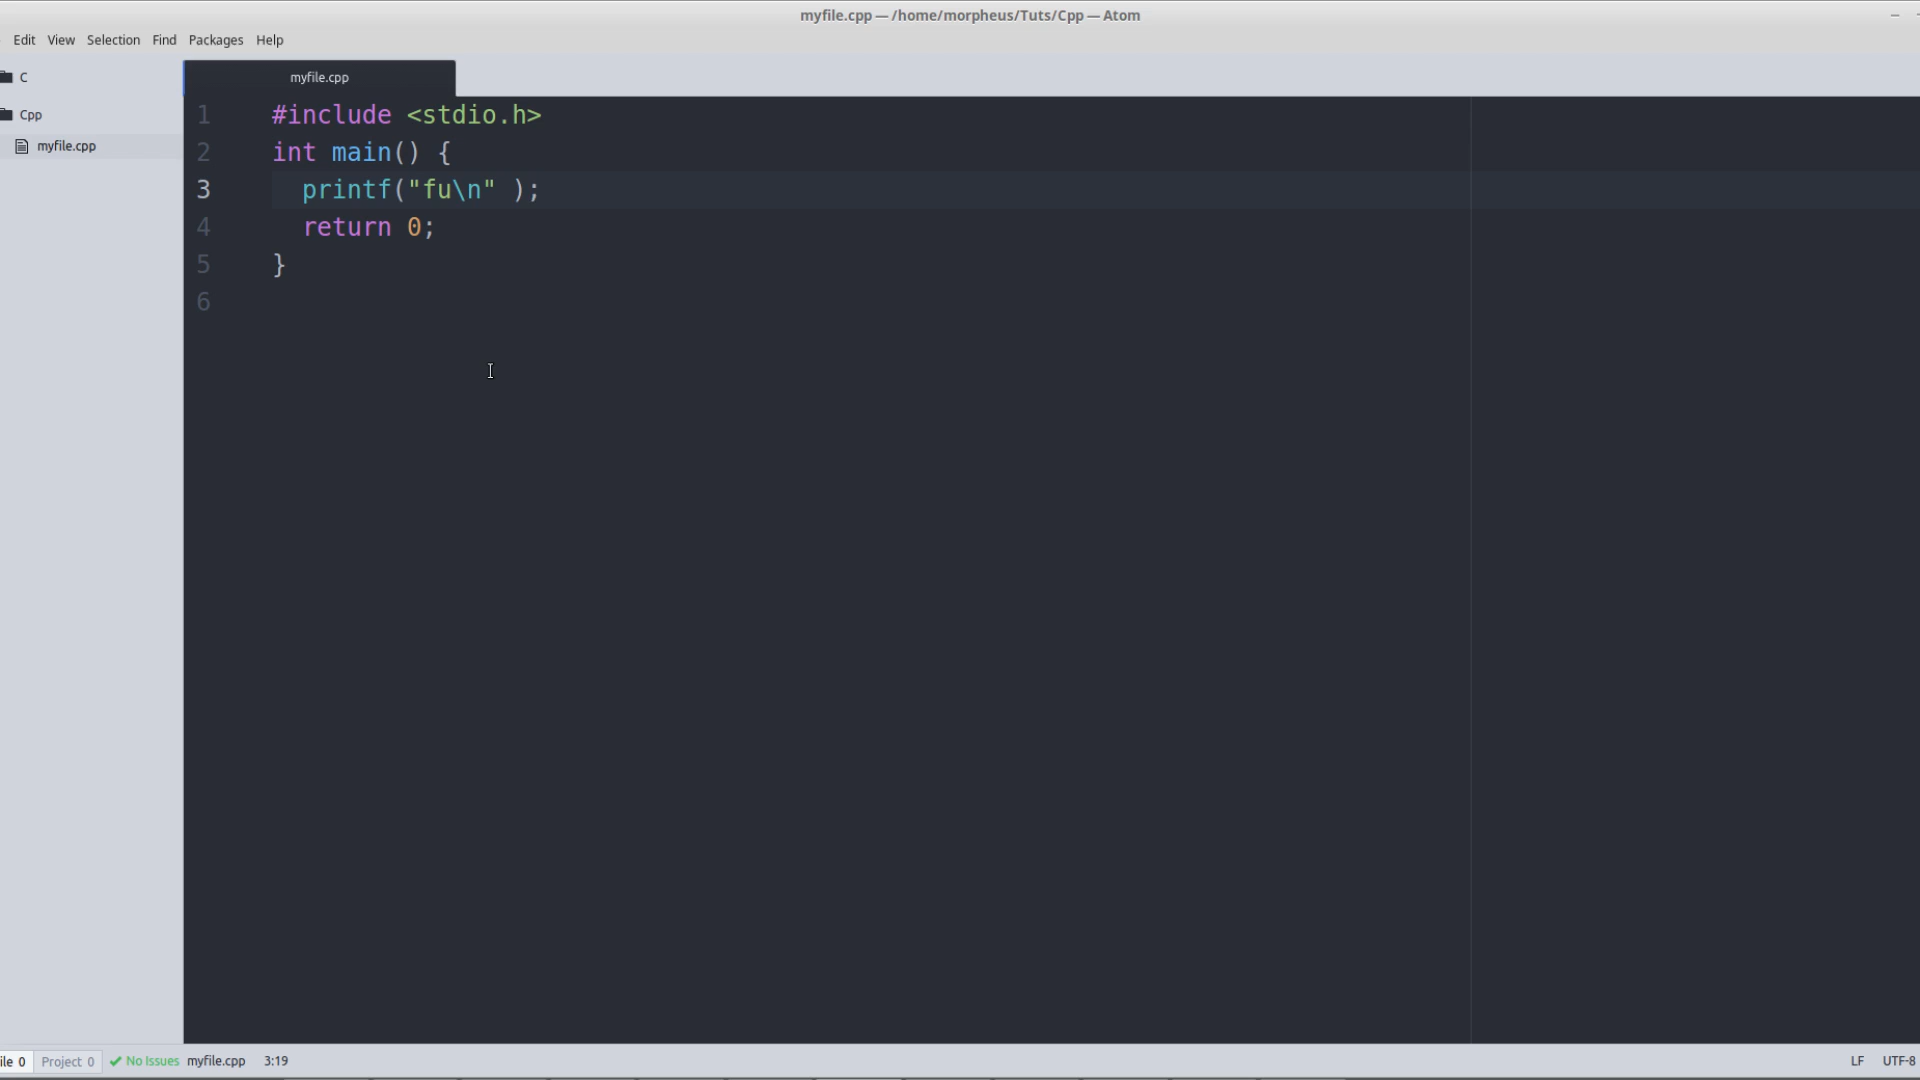 myfile.cpp — /home/morpheus/Tuts/Cpp — Atom
Edit View Selection Find Packages Help
C
Cpp
myfile.cpp
myfile.cpp
1 #include <stdio.h>
2 int main() {
3 printf("fu\n" );
4 return 0;
5 }
6
ile 0 Project 0 No Issues myfile.cpp 3:19 LF UTF-8